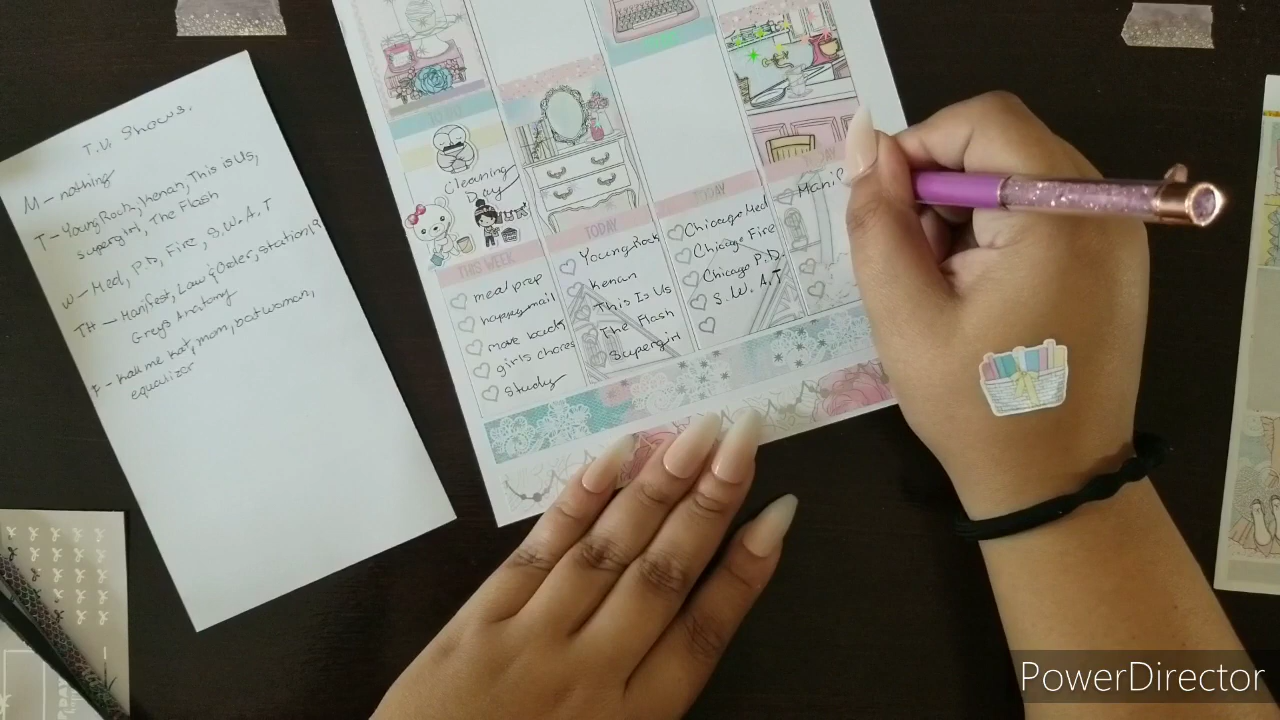 T.V. Shows.
M - nothing
T - Young Rock, Kenan, This is Us,
supergirl, The Flash
W - Med, P.D, Fire, S.W.A.T
TH - Manifest, Law & Order, station 19
Greys Anatomy
F - kall me kat, mom, batwoman,
equalizer
TODAY
Cleaning
Day
THIS WEEK
meal prep
happy mail
move back
girls chores
study
TODAY
Young Rock
kenan
This Is Us
The Flash
Supergirl
TODAY
Chicago Med
Chicago Fire
Chicago P.D.
S.W.A.T
Mani
PowerDirector